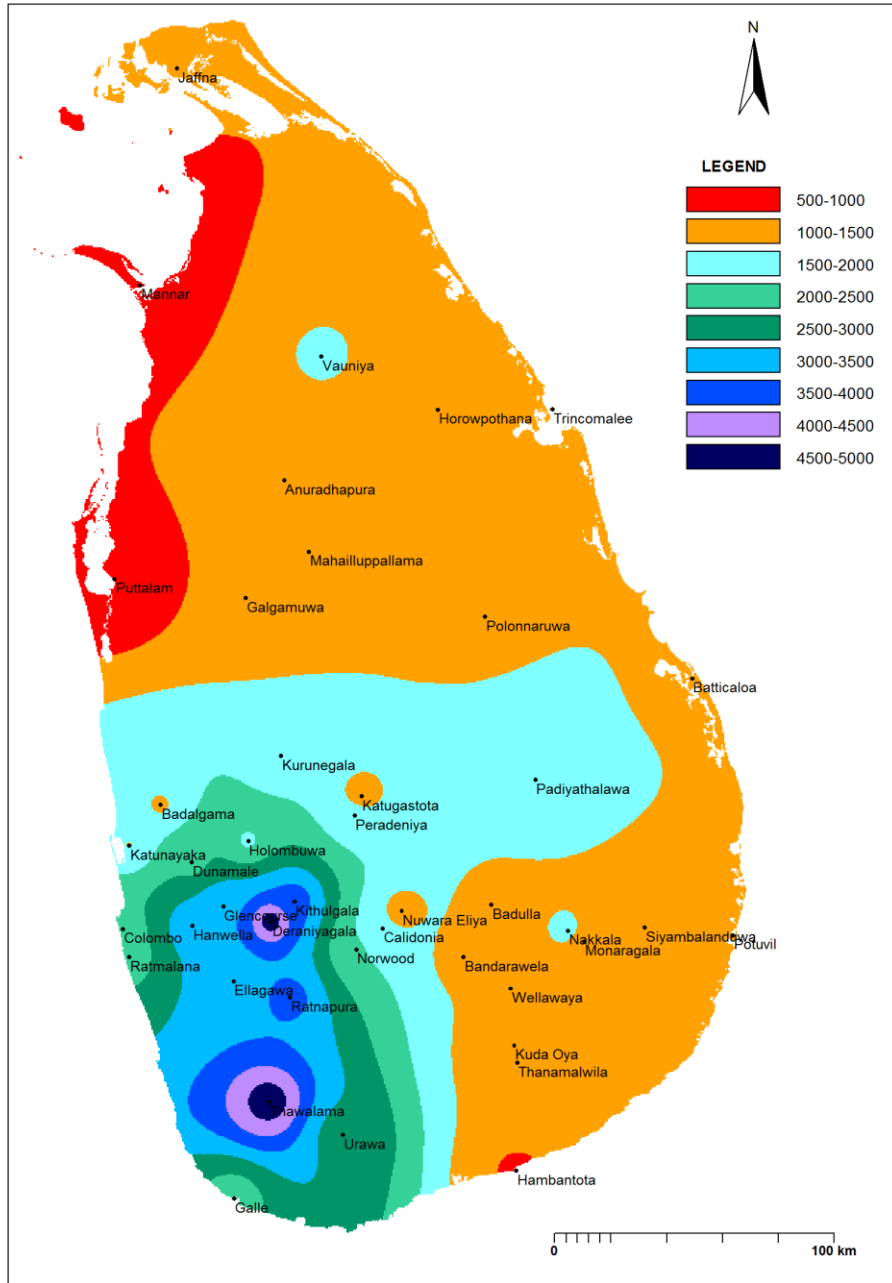 N
Jaffna
LEGEND
500-1000
1000-1500
1500-2000
2000-2500
2500-3000
3000-3500
3500-4000
4000-4500
4500-5000
Mannar
Vauniya
Horowpothana
Trincomalee
Anuradhapura
Mahailluppallama
Puttalam
Galgamuwa
Polonnaruwa
Batticaloa
Kurunegala
Padiyathalawa
Katugastota
Badalgama
Peradeniya
Holombuwa
Katunayaka
Dunamale
Kithulgala
Glencourse
Nuwara Eliya
Badulla
Colombo
Hanwella
Deraniyagala
Calidonia
Nakkala
Siyambalanduwa
Potuvil
Monaragala
Ratmalana
Norwood
Bandarawela
Ellagawa
Ratnapura
Wellawaya
Kuda Oya
Thanamalwila
Thawalama
Urawa
Hambantota
Galle
0 100 km